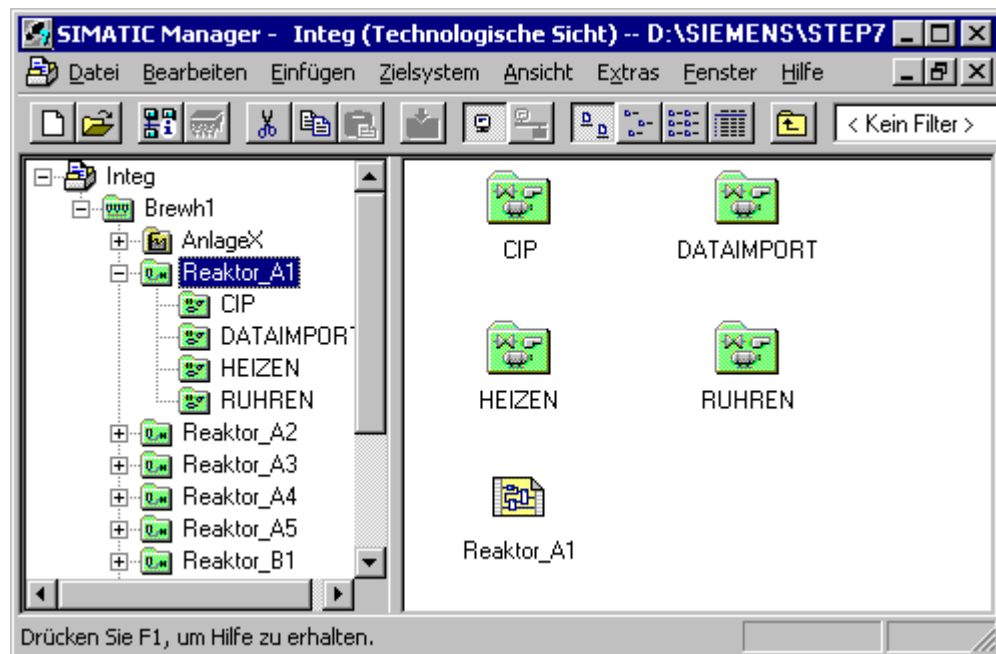 SIMATIC Manager - Integ (Technologische Sicht) -- D:\SIEMENS\STEP7
Datei Bearbeiten Einfügen Zielsystem Ansicht Extras Fenster Hilfe
< Kein Filter >
Integ
Brewh1
AnlageX
Reaktor_A1
CIP
DATAIMPOR
HEIZEN
RUHREN
Reaktor_A2
Reaktor_A3
Reaktor_A4
Reaktor_A5
Reaktor_B1
CIP
DATAIMPORT
HEIZEN
RUHREN
Reaktor_A1
Drücken Sie F1, um Hilfe zu erhalten.